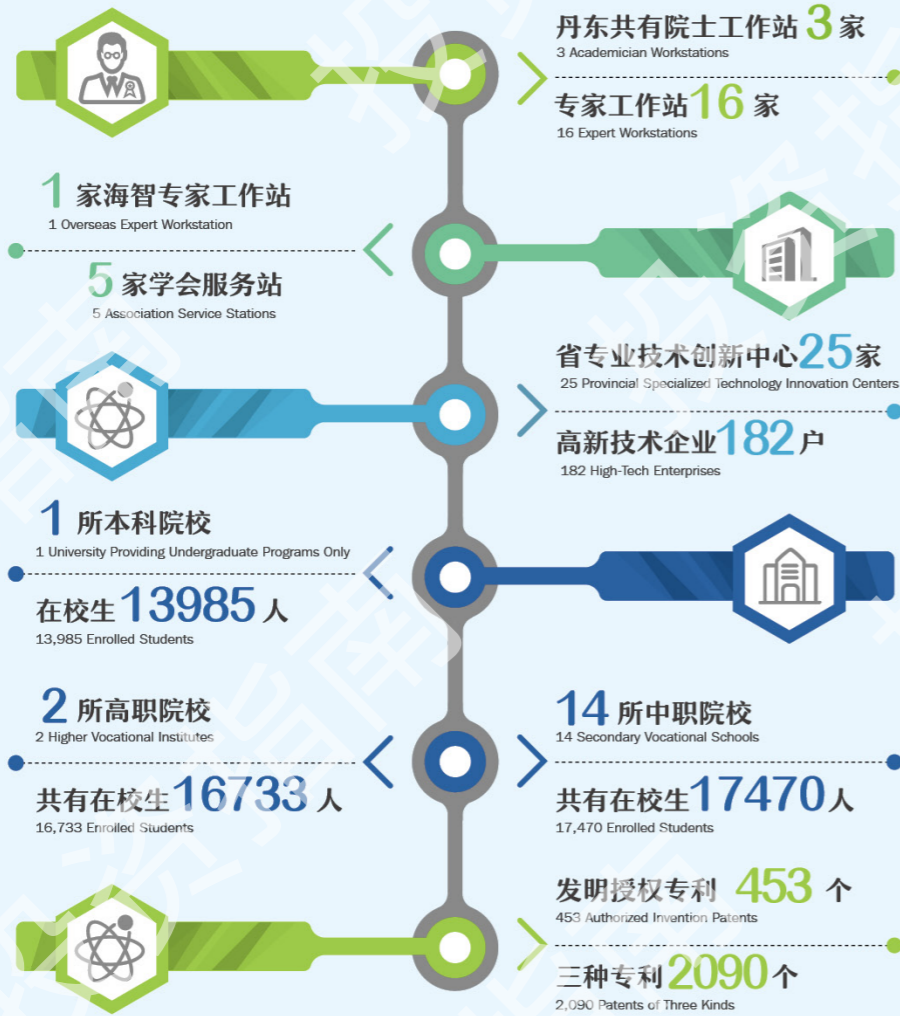 丹东共有院士工作站 3 家
3 Academician Workstations
专家工作站16 家
16 Expert Workstations
1 家海智专家工作站
1 Overseas Expert Workstation
5 家学会服务站
5 Association Service Stations
省专业技术创新中心25家
25 Provincial Specialized Technology Innovation Centers
高新技术企业182户
182 High-Tech Enterprises
1 所本科院校
1 University Providing Undergraduate Programs Only
在校生13985 人
13,985 Enrolled Students
2 所高职院校
2 Higher Vocational Institutes
共有在校生16733 人
16,733 Enrolled Students
14 所中职院校
14 Secondary Vocational Schools
共有在校生17470人
17,470 Enrolled Students
发明授权专利 453 个
453 Authorized Invention Patents
三种专利2090个
2,090 Patents of Three Kinds
投资指南